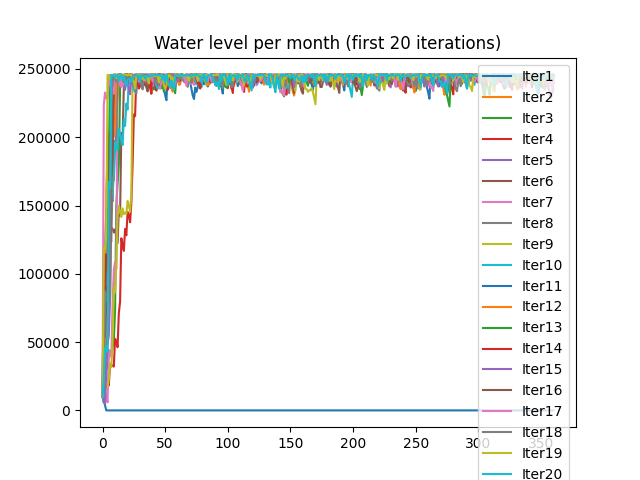 Water level per month (first 20 iterations)
250000
200000
150000
100000
50000
0
0 50 100 150 200 250 300 350
Iter1
Iter2
Iter3
Iter4
Iter5
Iter6
Iter7
Iter8
Iter9
Iter10
Iter11
Iter12
Iter13
Iter14
Iter15
Iter16
Iter17
Iter18
Iter19
Iter20